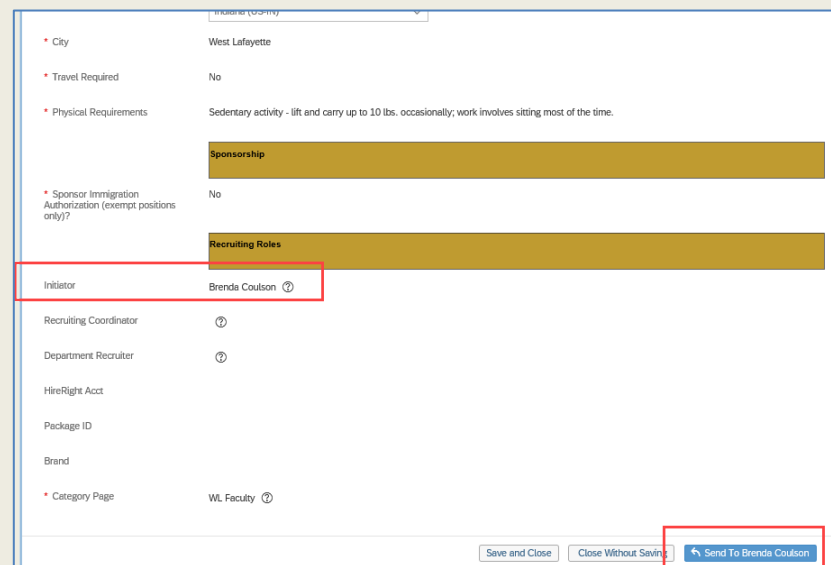 Indiana (US-IN)
* City West Lafayette
* Travel Required No
* Physical Requirements Sedentary activity - lift and carry up to 10 lbs. occasionally; work involves sitting most of the time.
Sponsorship
* Sponsor Immigration No
Authorization (exempt positions
only)?
Recruiting Roles
Initiator Brenda Coulson ?
Recruiting Coordinator ?
Department Recruiter ?
HireRight Acct
Package ID
Brand
* Category Page WL Faculty ?
Save and Close Close Without Saving Send To Brenda Coulson